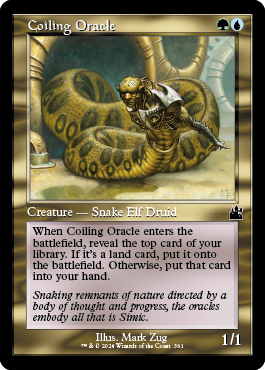 Coiling Oracle
Creature — Snake Elf Druid
When Coiling Oracle enters the
battlefield, reveal the top card of your
library. If it's a land card, put it onto
the battlefield. Otherwise, put that card
into your hand.
Snaking remnants of nature directed by a
body of thought and progress, the oracles
embody all that is Simic.
Illus. Mark Zug
™ & © 2024 Wizards of the Coast 361
1/1